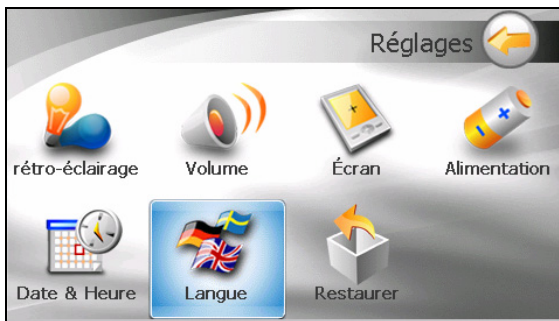 Réglages
rétro-éclairage
Volume
Écran
Alimentation
Date & Heure
Langue
Restaurer